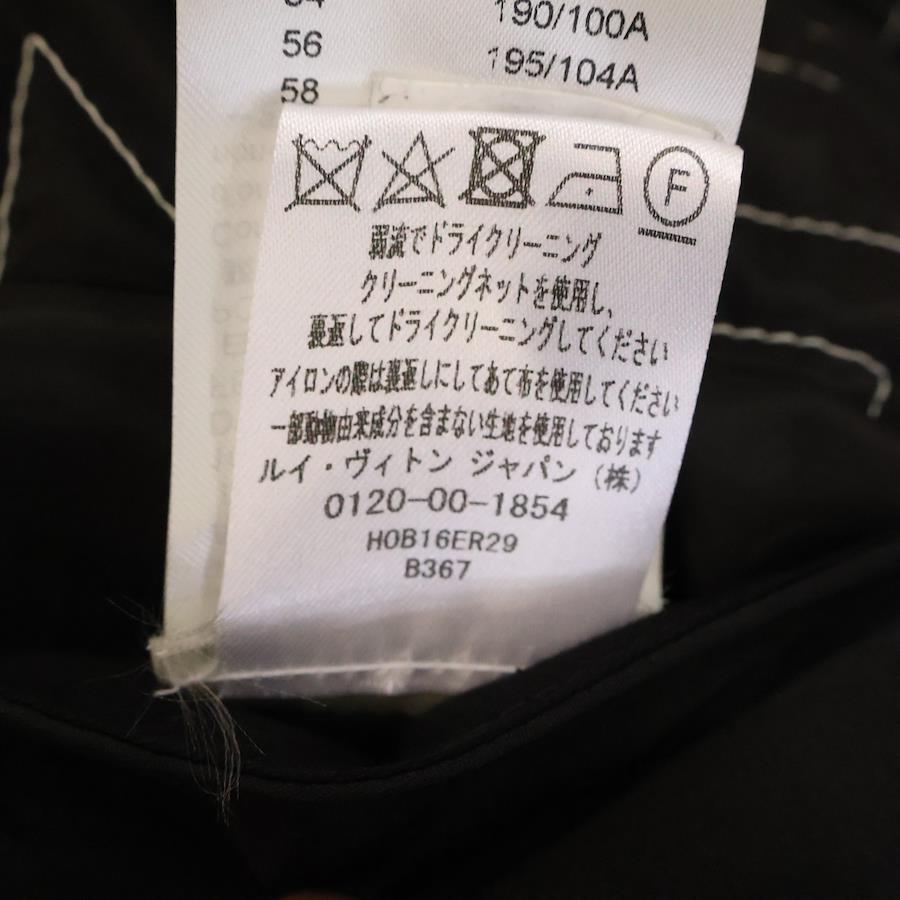 190/100A
56 195/104A
58
F
弱流でドライクリーニング
クリーニングネットを使用し、
裏返してドライクリーニングしてください
アイロンの際は裏返しにしてあて布を使用してください
一部動物由来成分を含まない生地を使用しております
ルイ・ヴィトン ジャパン (株)
0120-00-1854
H0B16ER29
B367